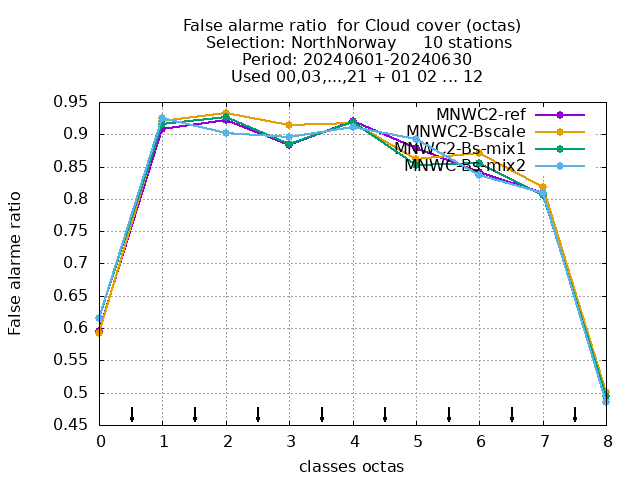 False alarme ratio  for Cloud cover (octas)
Selection: NorthNorway     10 stations
Period: 20240601-20240630
Used 00,03,...,21 + 01 02 ... 12
MNWC2-ref
MNWC2-Bscale
MNWC2-Bs-mix1
MNWC-Bs-mix2
0.95
0.9
0.85
0.8
0.75
0.7
0.65
0.6
0.55
0.5
0.45
False alarme ratio
0 1 2 3 4 5 6 7 8
classes octas